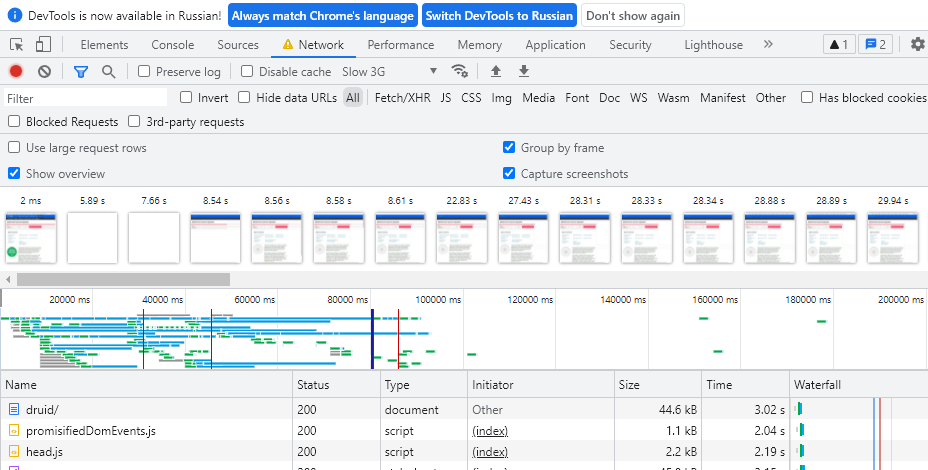 DevTools is now available in Russian! Always match Chrome's language Switch DevTools to Russian Don't show again
Elements Console Sources Network Performance Memory Application Security Lighthouse » 1 2
Preserve log Disable cache Slow 3G
Filter Invert Hide data URLs All Fetch/XHR JS CSS Img Media Font Doc WS Wasm Manifest Other Has blocked cookies
Blocked Requests 3rd-party requests
Use large request rows Group by frame
Show overview Capture screenshots
2 ms 5.89 s 7.66 s 8.54 s 8.56 s 8.58 s 8.61 s 22.83 s 27.43 s 28.31 s 28.33 s 28.34 s 28.88 s 28.89 s 29.94 s
20000 ms 40000 ms 60000 ms 80000 ms 100000 ms 120000 ms 140000 ms 160000 ms 180000 ms 200000 ms
Name Status Type Initiator Size Time Waterfall
druid/ 200 document Other 44.6 kB 3.02 s
promisifiedDomEvents.js 200 script (index) 1.1 kB 2.04 s
head.js 200 script (index) 2.2 kB 2.19 s